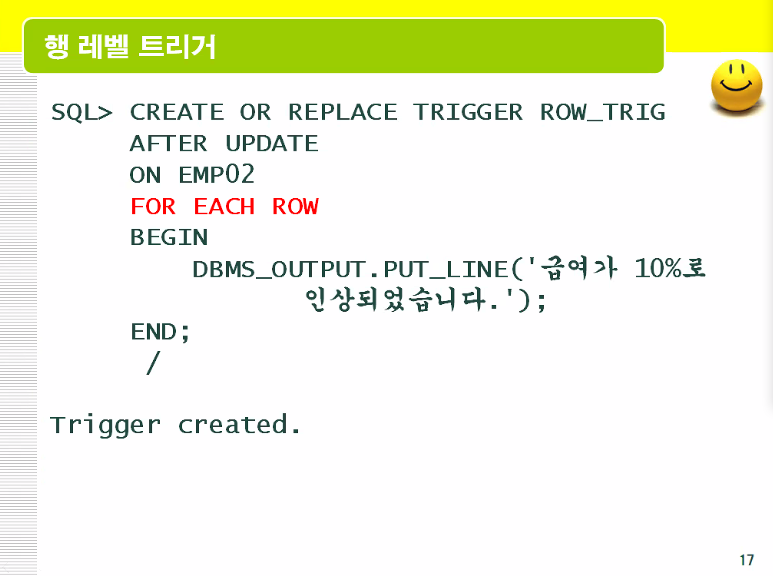 행 레벨 트리거
SQL> CREATE OR REPLACE TRIGGER ROW_TRIG
AFTER UPDATE
ON EMP02
FOR EACH ROW
BEGIN
DBMS_OUTPUT.PUT_LINE('급여가 10%로
인상되었습니다.');
END;
/
Trigger created.
17